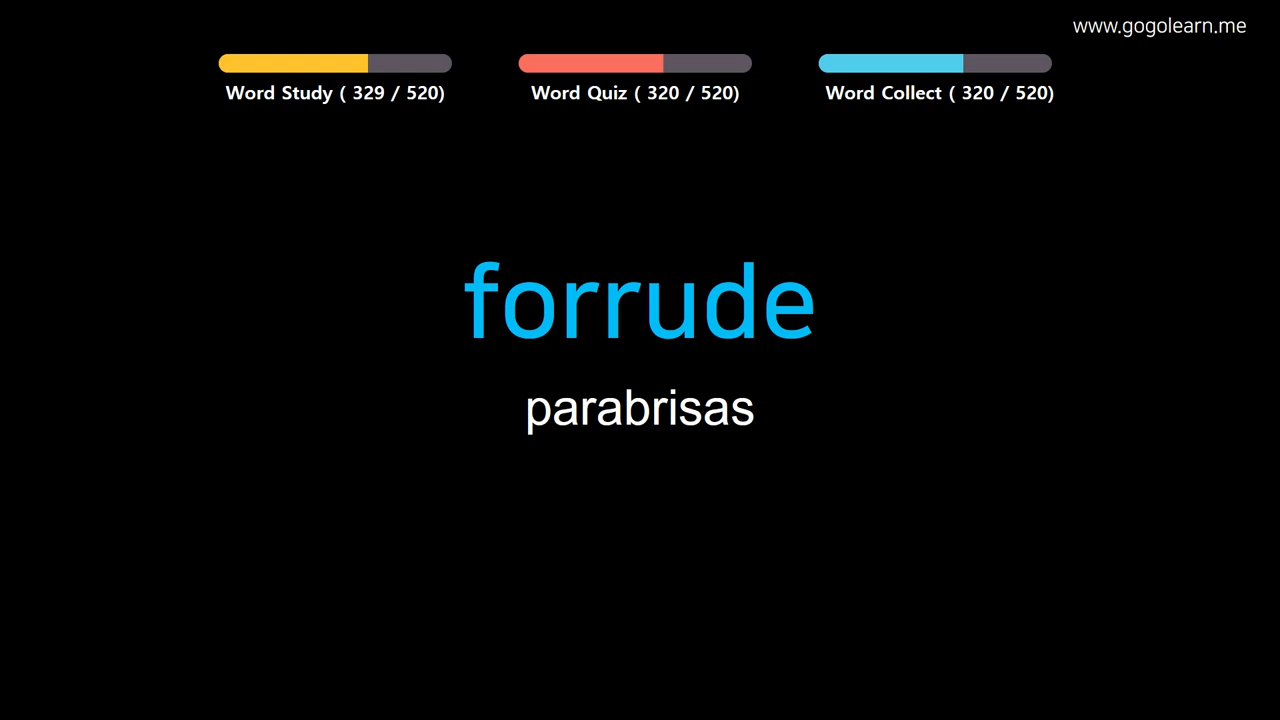 www.gogolearn.me
Word Study ( 329 / 520)
Word Quiz ( 320 / 520)
Word Collect ( 320 / 520)
forrude
parabrisas